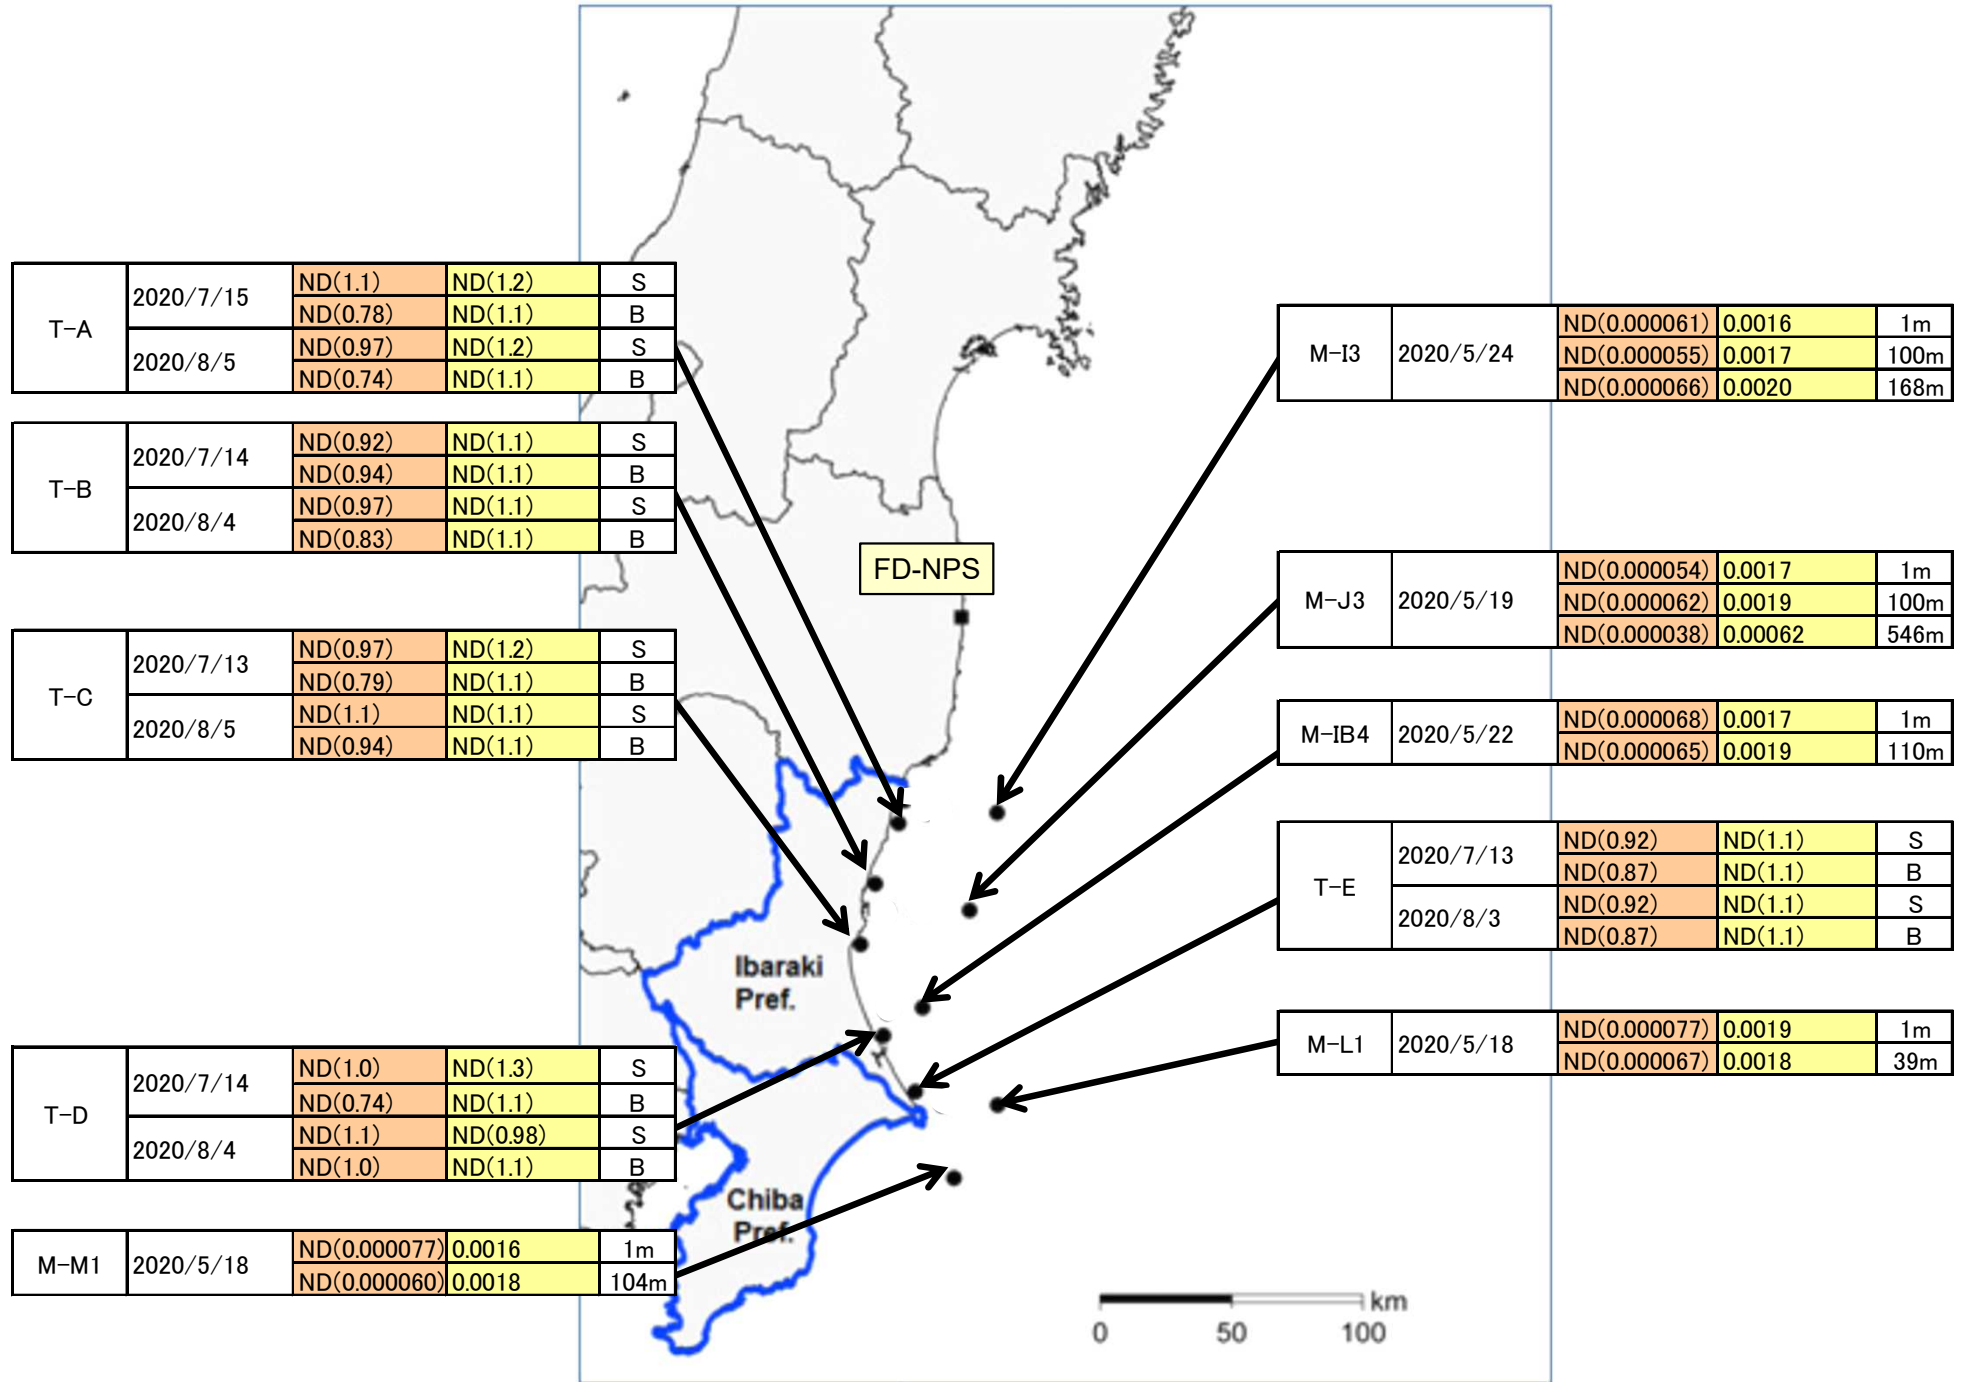 T-A 2020/7/15 ND(1.1) ND(1.2) S
ND(0.78) ND(1.1) B
2020/8/5 ND(0.97) ND(1.2) S
ND(0.74) ND(1.1) B
T-B 2020/7/14 ND(0.92) ND(1.1) S
ND(0.94) ND(1.1) B
2020/8/4 ND(0.97) ND(1.1) S
ND(0.83) ND(1.1) B
T-C 2020/7/13 ND(0.97) ND(1.2) S
ND(0.79) ND(1.1) B
2020/8/5 ND(1.1) ND(1.1) S
ND(0.94) ND(1.1) B
T-D 2020/7/14 ND(1.0) ND(1.3) S
ND(0.74) ND(1.1) B
2020/8/4 ND(1.1) ND(0.98) S
ND(1.0) ND(1.1) B
M-M1 2020/5/18 ND(0.000077) 0.0016 1m
ND(0.000060) 0.0018 104m
FD-NPS
Ibaraki
Pref.
Chiba
Pref.
M-I3 2020/5/24 ND(0.000061) 0.0016 1m
ND(0.000055) 0.0017 100m
ND(0.000066) 0.0020 168m
M-J3 2020/5/19 ND(0.000054) 0.0017 1m
ND(0.000062) 0.0019 100m
ND(0.000038) 0.00062 546m
M-IB4 2020/5/22 ND(0.000068) 0.0017 1m
ND(0.000065) 0.0019 110m
T-E 2020/7/13 ND(0.92) ND(1.1) S
ND(0.87) ND(1.1) B
2020/8/3 ND(0.92) ND(1.1) S
ND(0.87) ND(1.1) B
M-L1 2020/5/18 ND(0.000077) 0.0019 1m
ND(0.000067) 0.0018 39m
km
0 50 100